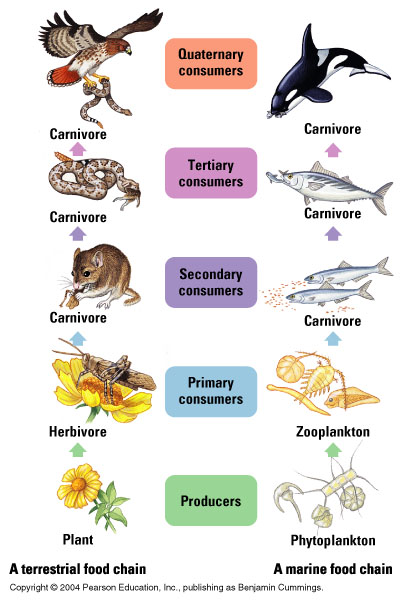 Quaternary
consumers
Carnivore
Carnivore
Tertiary
consumers
Carnivore
Carnivore
Secondary
consumers
Carnivore
Carnivore
Primary
consumers
Herbivore
Zooplankton
Producers
Plant
Phytoplankton
A terrestrial food chain
A marine food chain
Copyright © 2004 Pearson Education, Inc., publishing as Benjamin Cummings.